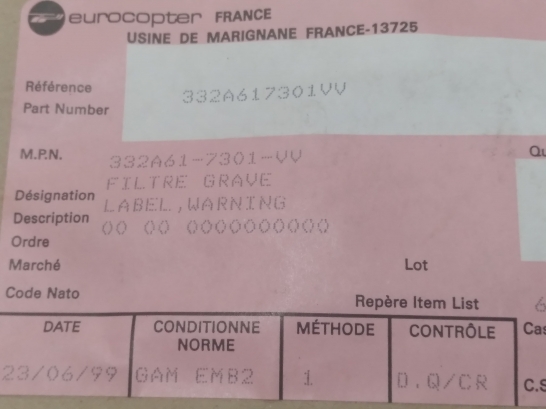 eurocopter FRANCE
USINE DE MARIGNANE FRANCE-13725
Référence
Part Number 332A617301VV
M.P.N. 332A61-7301-VV
FILTRE GRAVE
Désignation LABEL,WARNING
Description 00 00 0000000000
Ordre
Marché Lot
Code Nato Repère Item List
DATE CONDITIONNE NORME MÉTHODE CONTRÔLE
23/06/99 GAM EMB2 1 D.Q/CR C.S